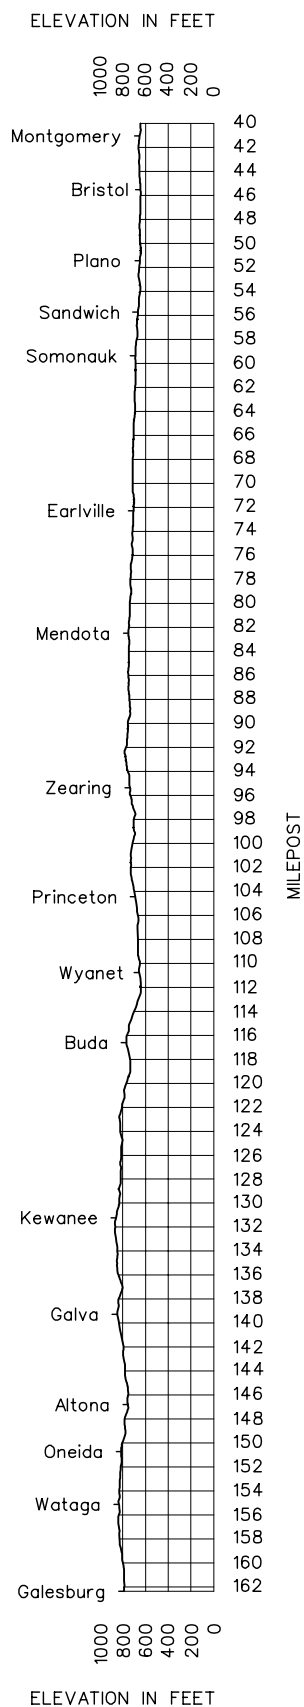 ELEVATION IN FEET
1000 800 600 400 200 0
40
Montgomery
42
44
Bristol
46
48
50
Plano
52
54
Sandwich
56
58
Somonauk
60
62
64
66
68
70
Earlville
72
74
76
78
80
Mendota
82
84
86
88
90
92
94
Zearing
96
98
MILEPOST
100
102
Princeton
104
106
108
Wyanet
110
112
114
Buda
116
118
120
122
124
126
128
130
Kewanee
132
134
136
138
Galva
140
142
144
146
Altona
148
150
Oneida
152
154
Wataga
156
158
160
Galesburg
162
1000 800 600 400 200 0
ELEVATION IN FEET